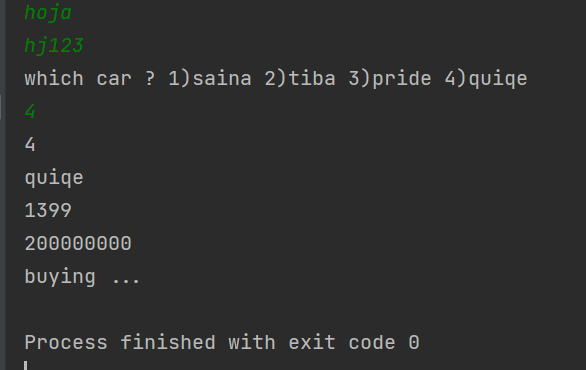 hoja
hj123
which car ? 1)saina 2)tiba 3)pride 4)quiqe
4
4
quiqe
1399
200000000
buying ...
Process finished with exit code 0